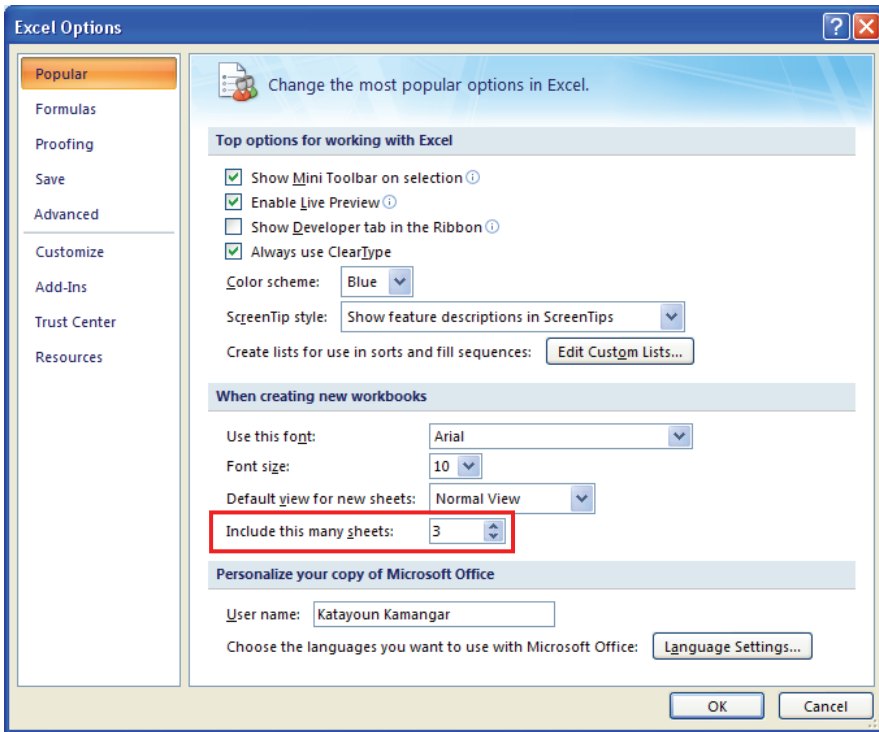 Excel Options
Popular
Formulas
Proofing
Save
Advanced
Customize
Add-Ins
Trust Center
Resources
Change the most popular options in Excel.
Top options for working with Excel
Show Mini Toolbar on selection
Enable Live Preview
Show Developer tab in the Ribbon
Always use ClearType
Color scheme: Blue
ScreenTip style: Show feature descriptions in ScreenTips
Create lists for use in sorts and fill sequences: Edit Custom Lists...
When creating new workbooks
Use this font: Arial
Font size: 10
Default view for new sheets: Normal View
Include this many sheets: 3
Personalize your copy of Microsoft Office
User name: Katayoun Kamangar
Choose the languages you want to use with Microsoft Office: Language Settings...
OK Cancel